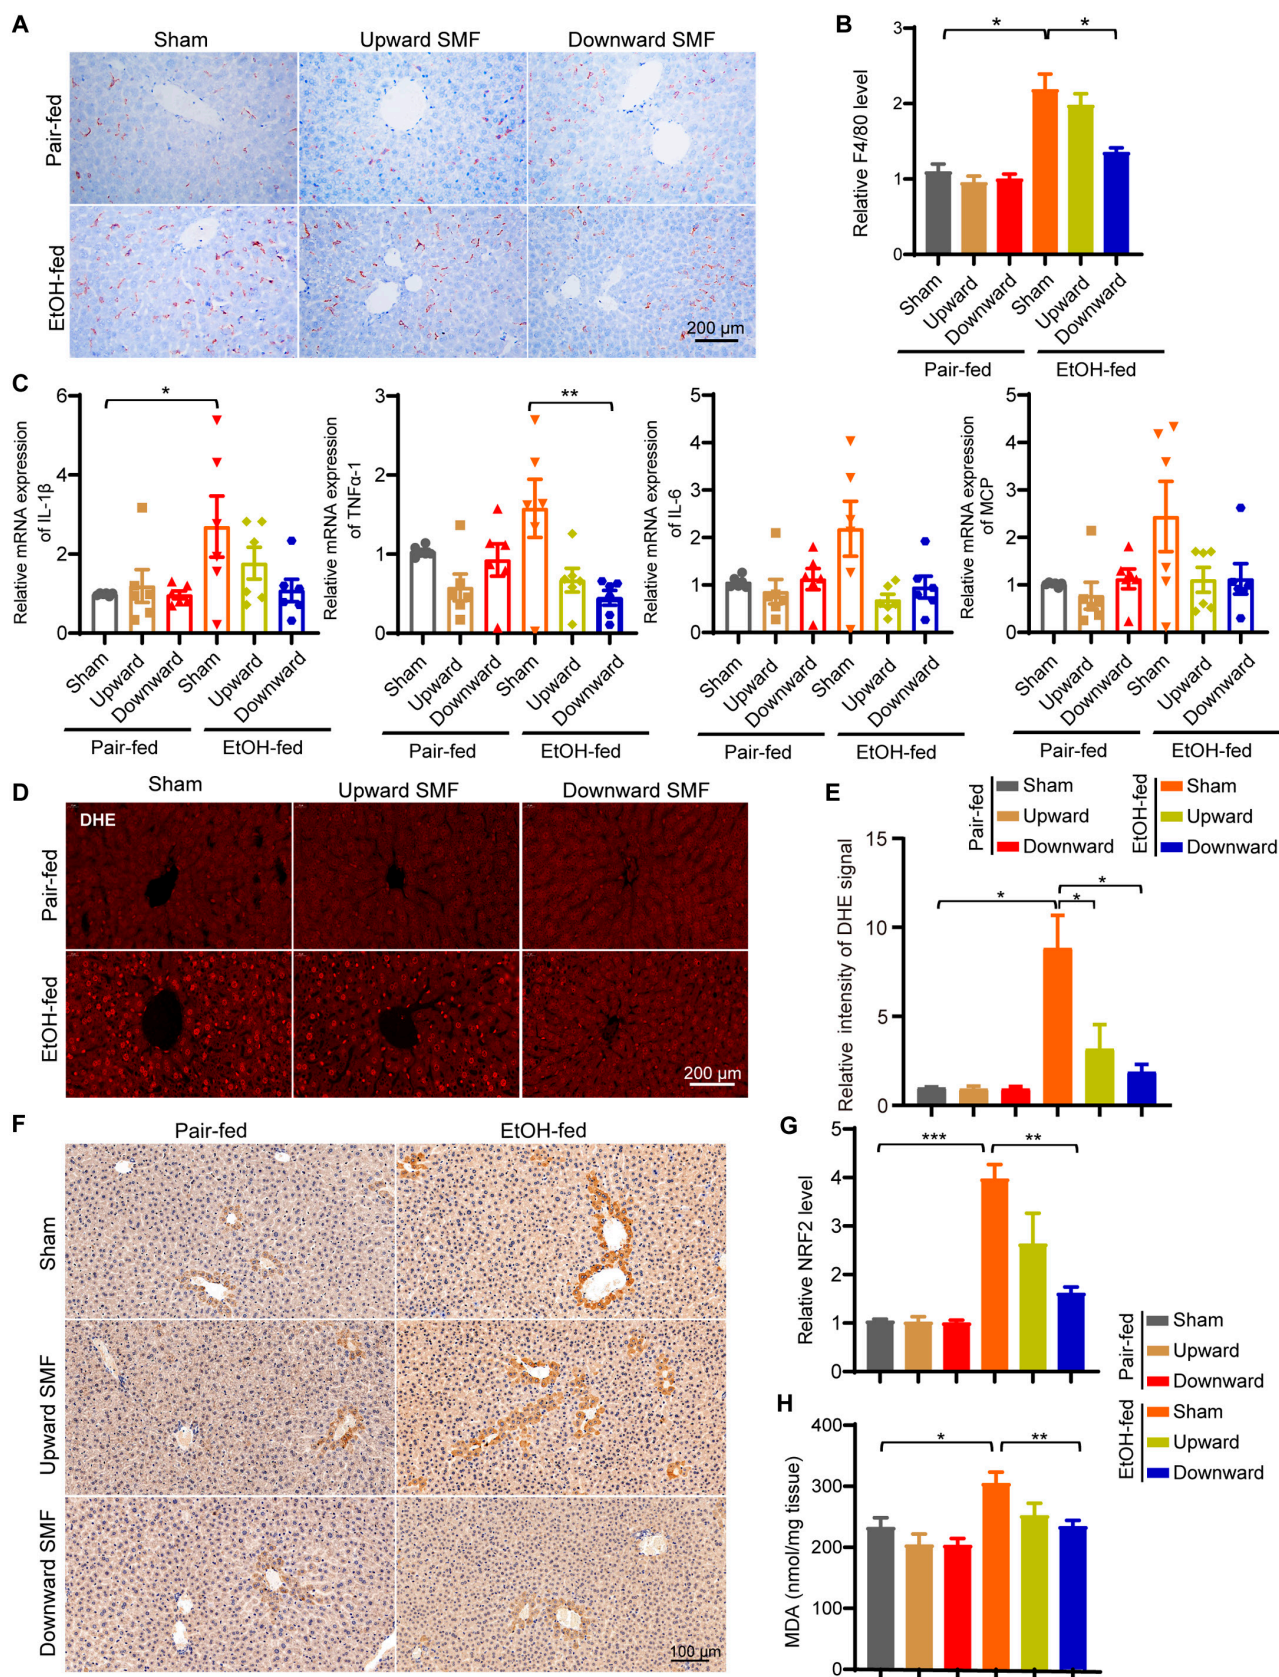 A
Sham
Upward SMF
Downward SMF
Pair-fed
EtOH-fed
200 µm
B
Relative F4/80 level
3
2
1
0
*
*
Sham
Upward
Downward
Sham
Upward
Downward
Pair-fed
EtOH-fed
C
Relative mRNA expression
of IL-1β
6
4
2
0
*
Sham
Upward
Downward
Sham
Upward
Downward
Pair-fed
EtOH-fed
Relative mRNA expression
of TNFα-1
3
2
1
0
**
Sham
Upward
Downward
Sham
Upward
Downward
Pair-fed
EtOH-fed
Relative mRNA expression
of IL-6
5
4
3
2
1
0
Sham
Upward
Downward
Sham
Upward
Downward
Pair-fed
EtOH-fed
Relative mRNA expression
of MCP
5
4
3
2
1
0
Sham
Upward
Downward
Sham
Upward
Downward
Pair-fed
EtOH-fed
D
Sham
Upward SMF
Downward SMF
DHE
Pair-fed
EtOH-fed
200 µm
E
Pair-fed
Sham
Upward
Downward
EtOH-fed
Sham
Upward
Downward
Relative intensity of DHE signal
15
10
5
0
*
*
*
F
Pair-fed
EtOH-fed
Sham
Upward SMF
Downward SMF
100 µm
G
Relative NRF2 level
5
4
3
2
1
0
***
**
Pair-fed
Sham
Upward
Downward
EtOH-fed
Sham
Upward
Downward
H
MDA (nmol/mg tissue)
400
300
200
100
0
*
**